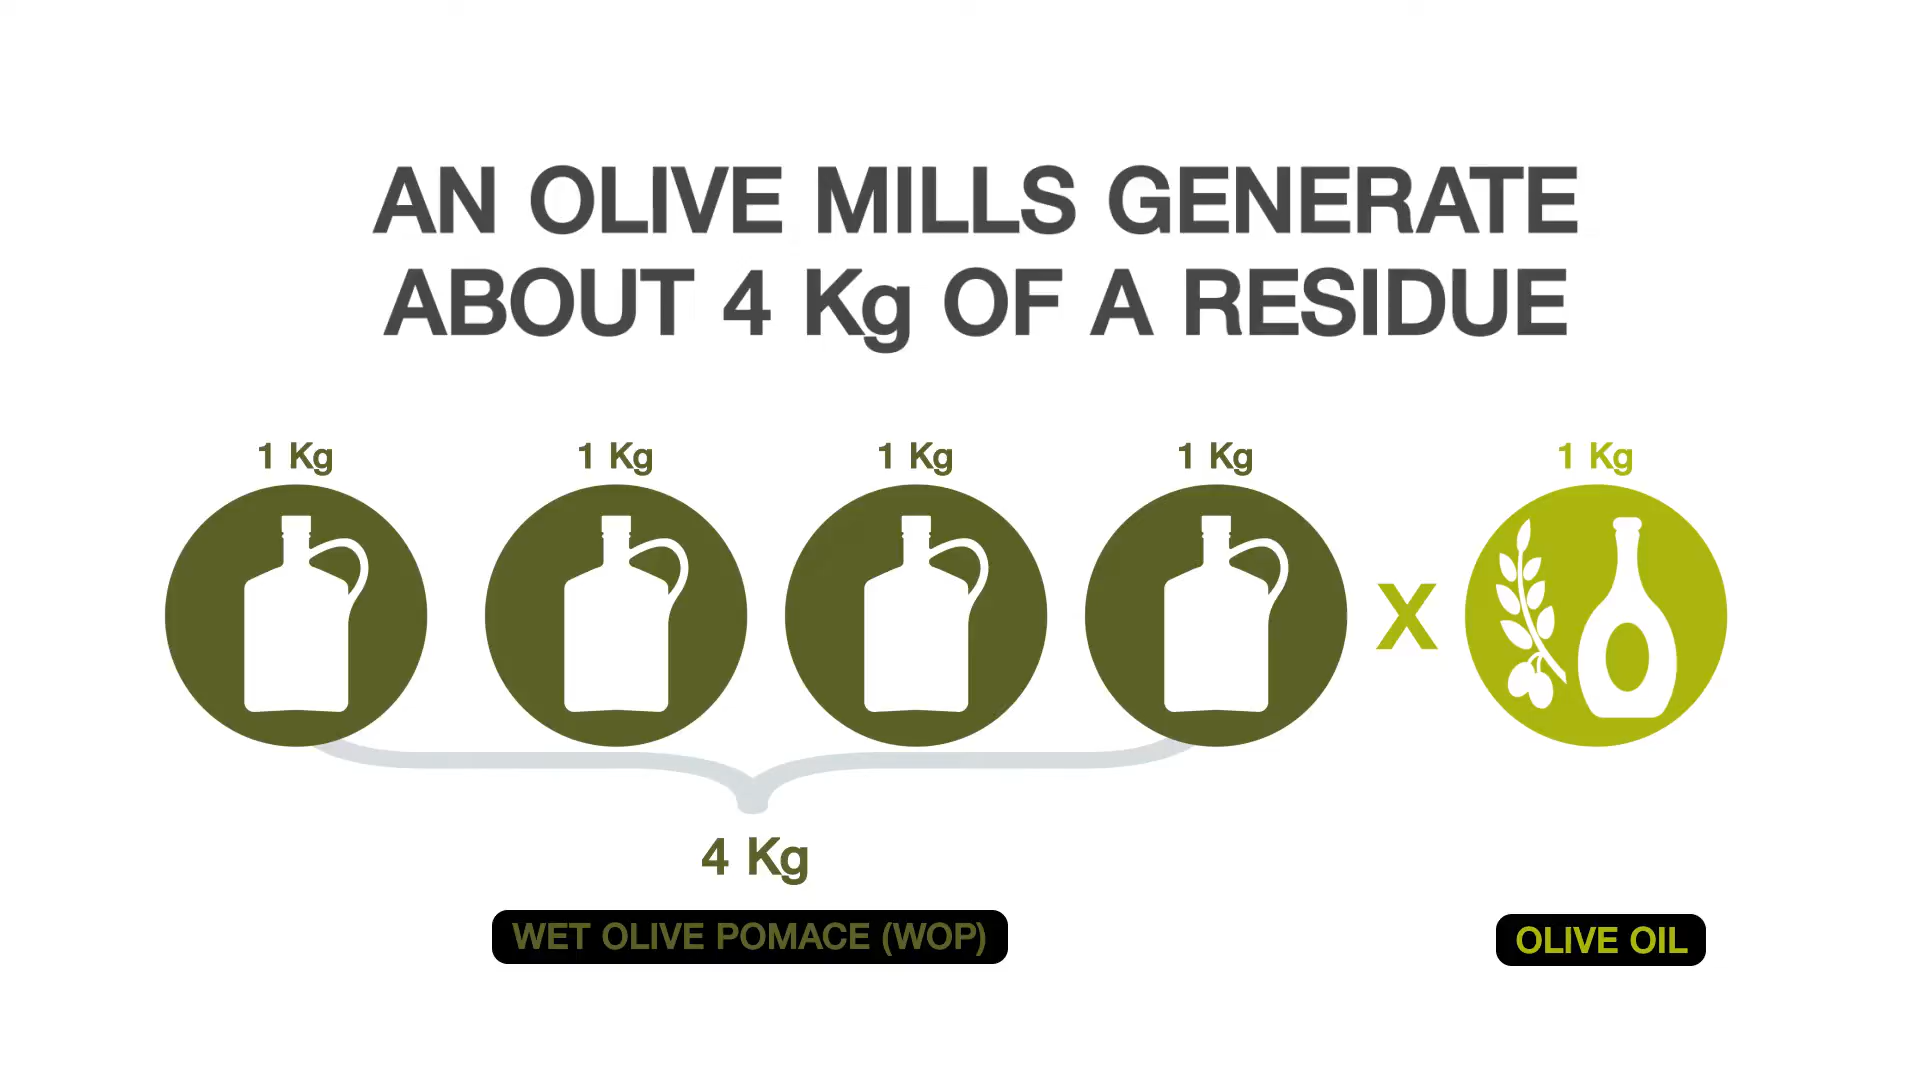 AN OLIVE MILLS GENERATE
ABOUT 4 Kg OF A RESIDUE
1 Kg 1 Kg 1 Kg 1 Kg 1 Kg
X
4 Kg
WET OLIVE POMACE (WOP) OLIVE OIL